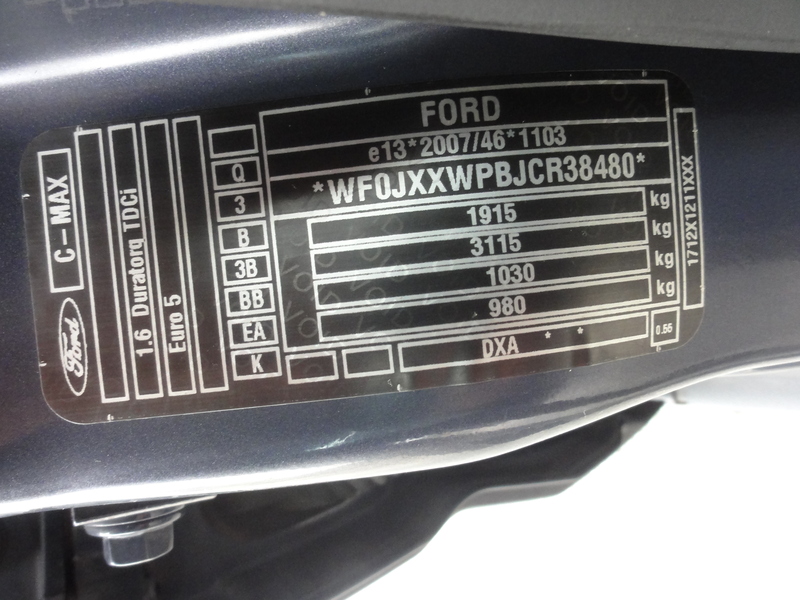 FORD
e13*2007/46*1103
*WF0JXXWPBJCR38480*
1915 kg
3115 kg
1030 kg
980 kg
DXA * *
0.55
1712X1211XXX
Q
3
B
3B
BB
EA
K
C-MAX
1.6 Duratorq TDCi
Euro 5
Ford